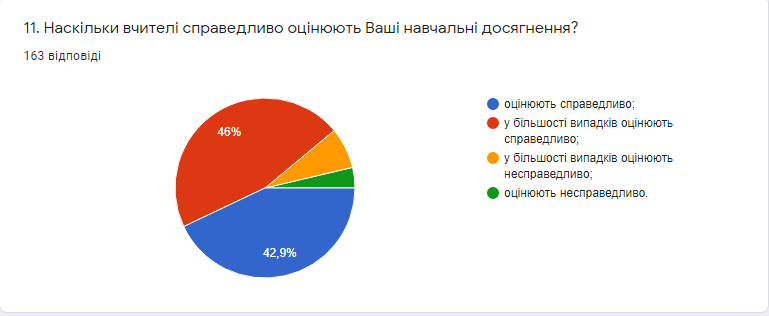 11. Наскільки вчителі справедливо оцінюють Ваші навчальні досягнення?
163 відповіді
46%
42,9%
оцінюють справедливо;
у більшості випадків оцінюють
справедливо;
у більшості випадків оцінюють
несправедливо;
оцінюють несправедливо.